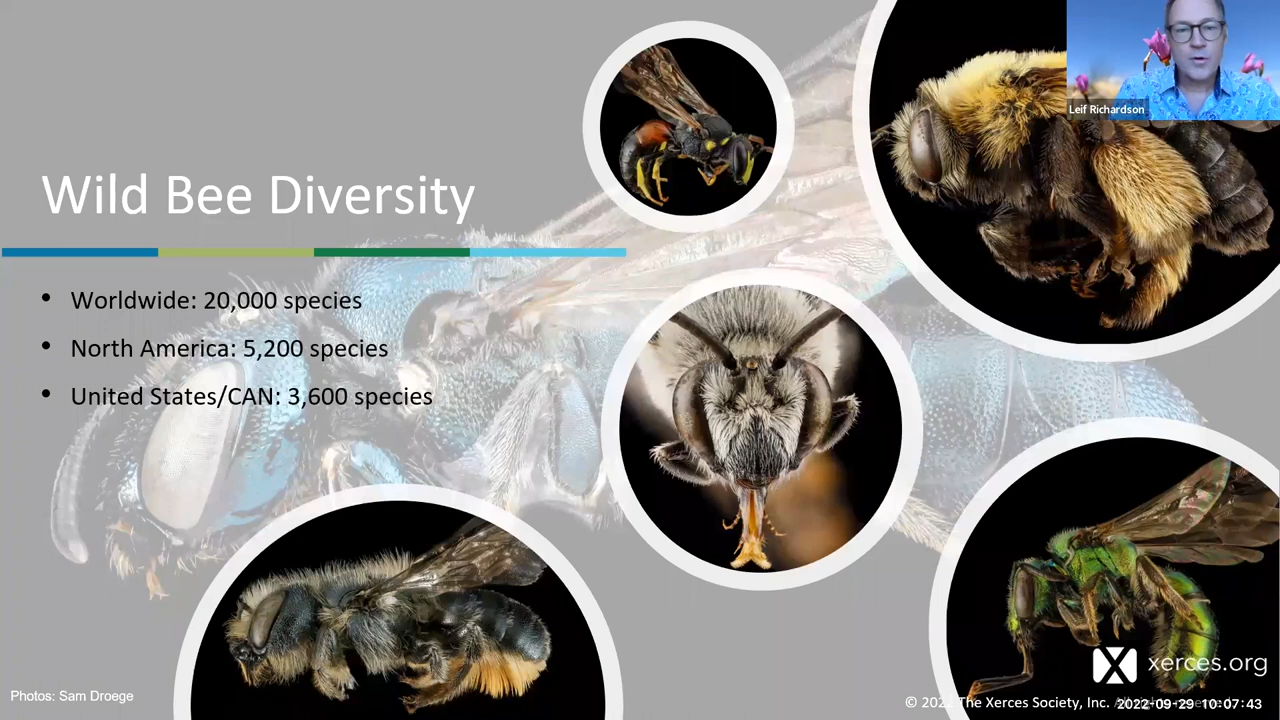 Leif Richardson
Wild Bee Diversity
• Worldwide: 20,000 species
• North America: 5,200 species
• United States/CAN: 3,600 species
xerces.org
Photos: Sam Droege
© 2022 The Xerces Society, Inc.
2022-09-29 10:07:43